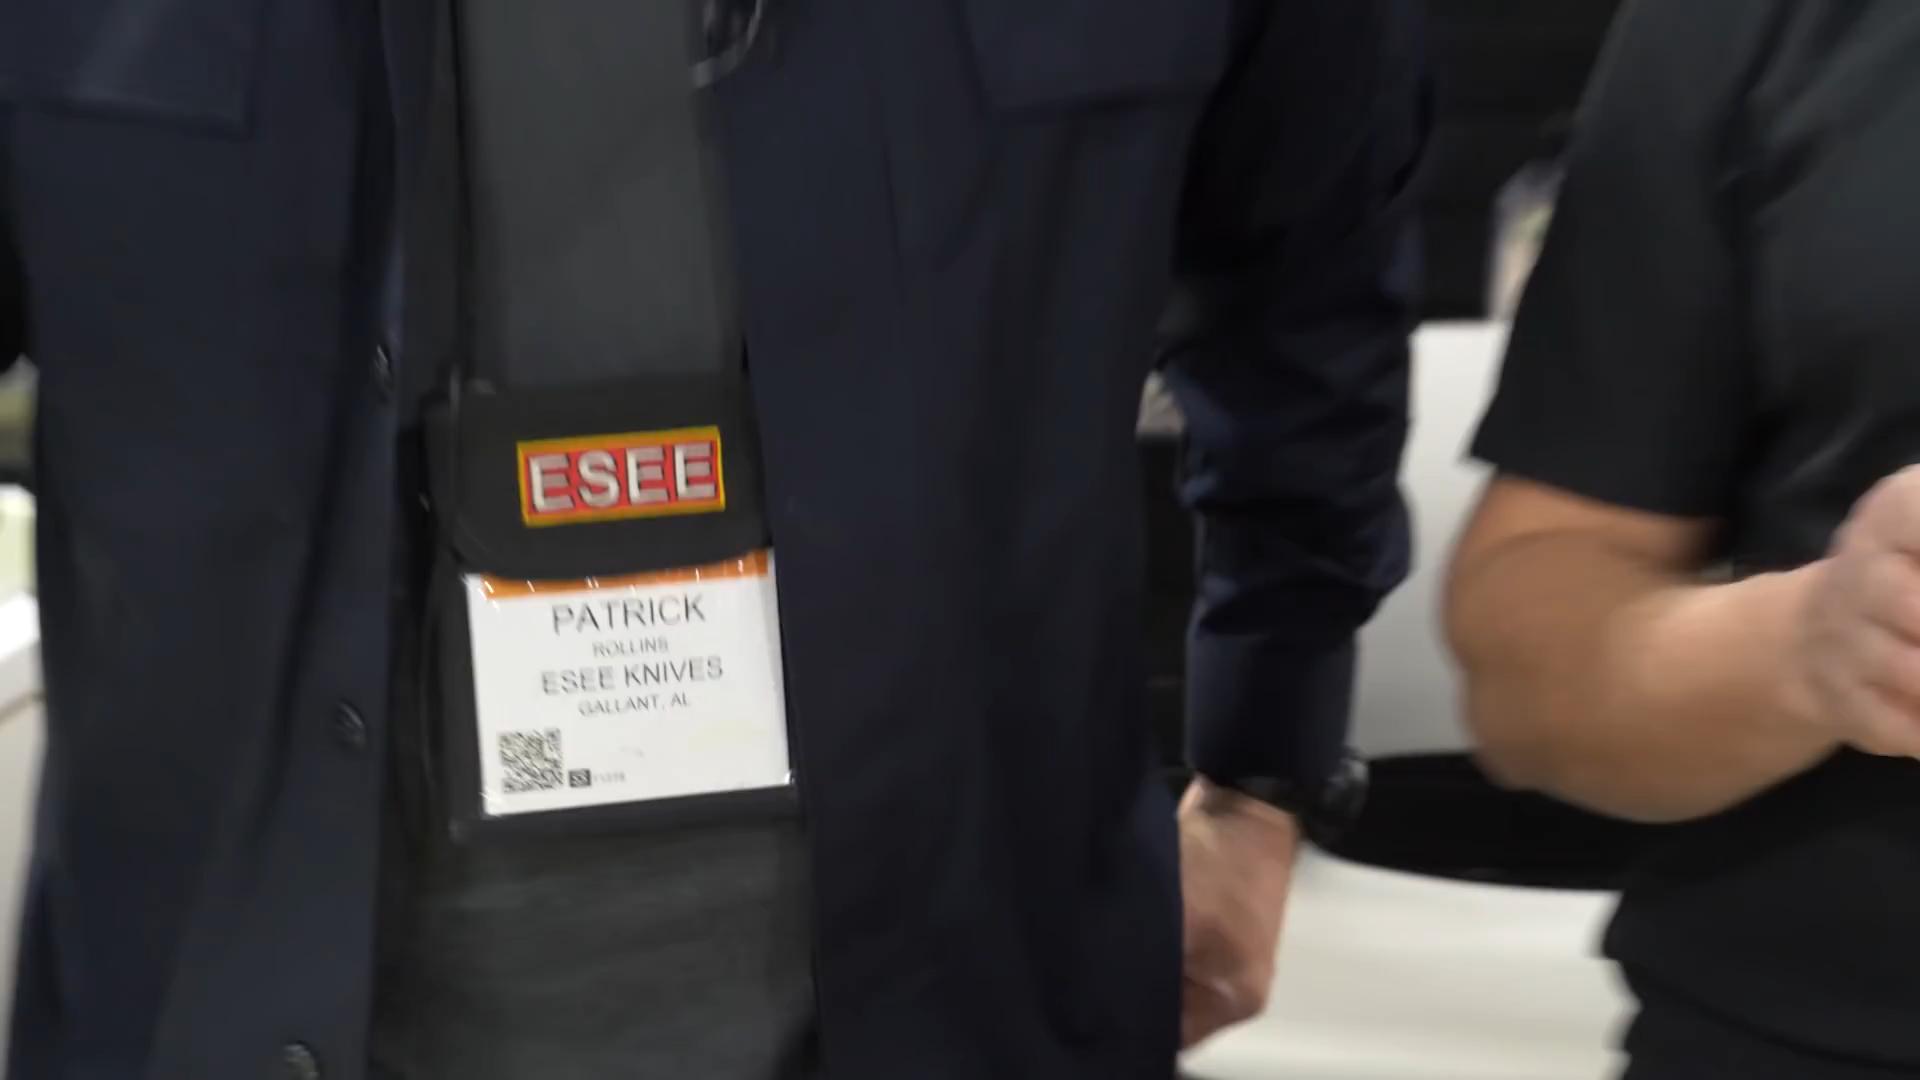 ESEE
PATRICK
ROLLINS
ESEE KNIVES
GALLANT, AL